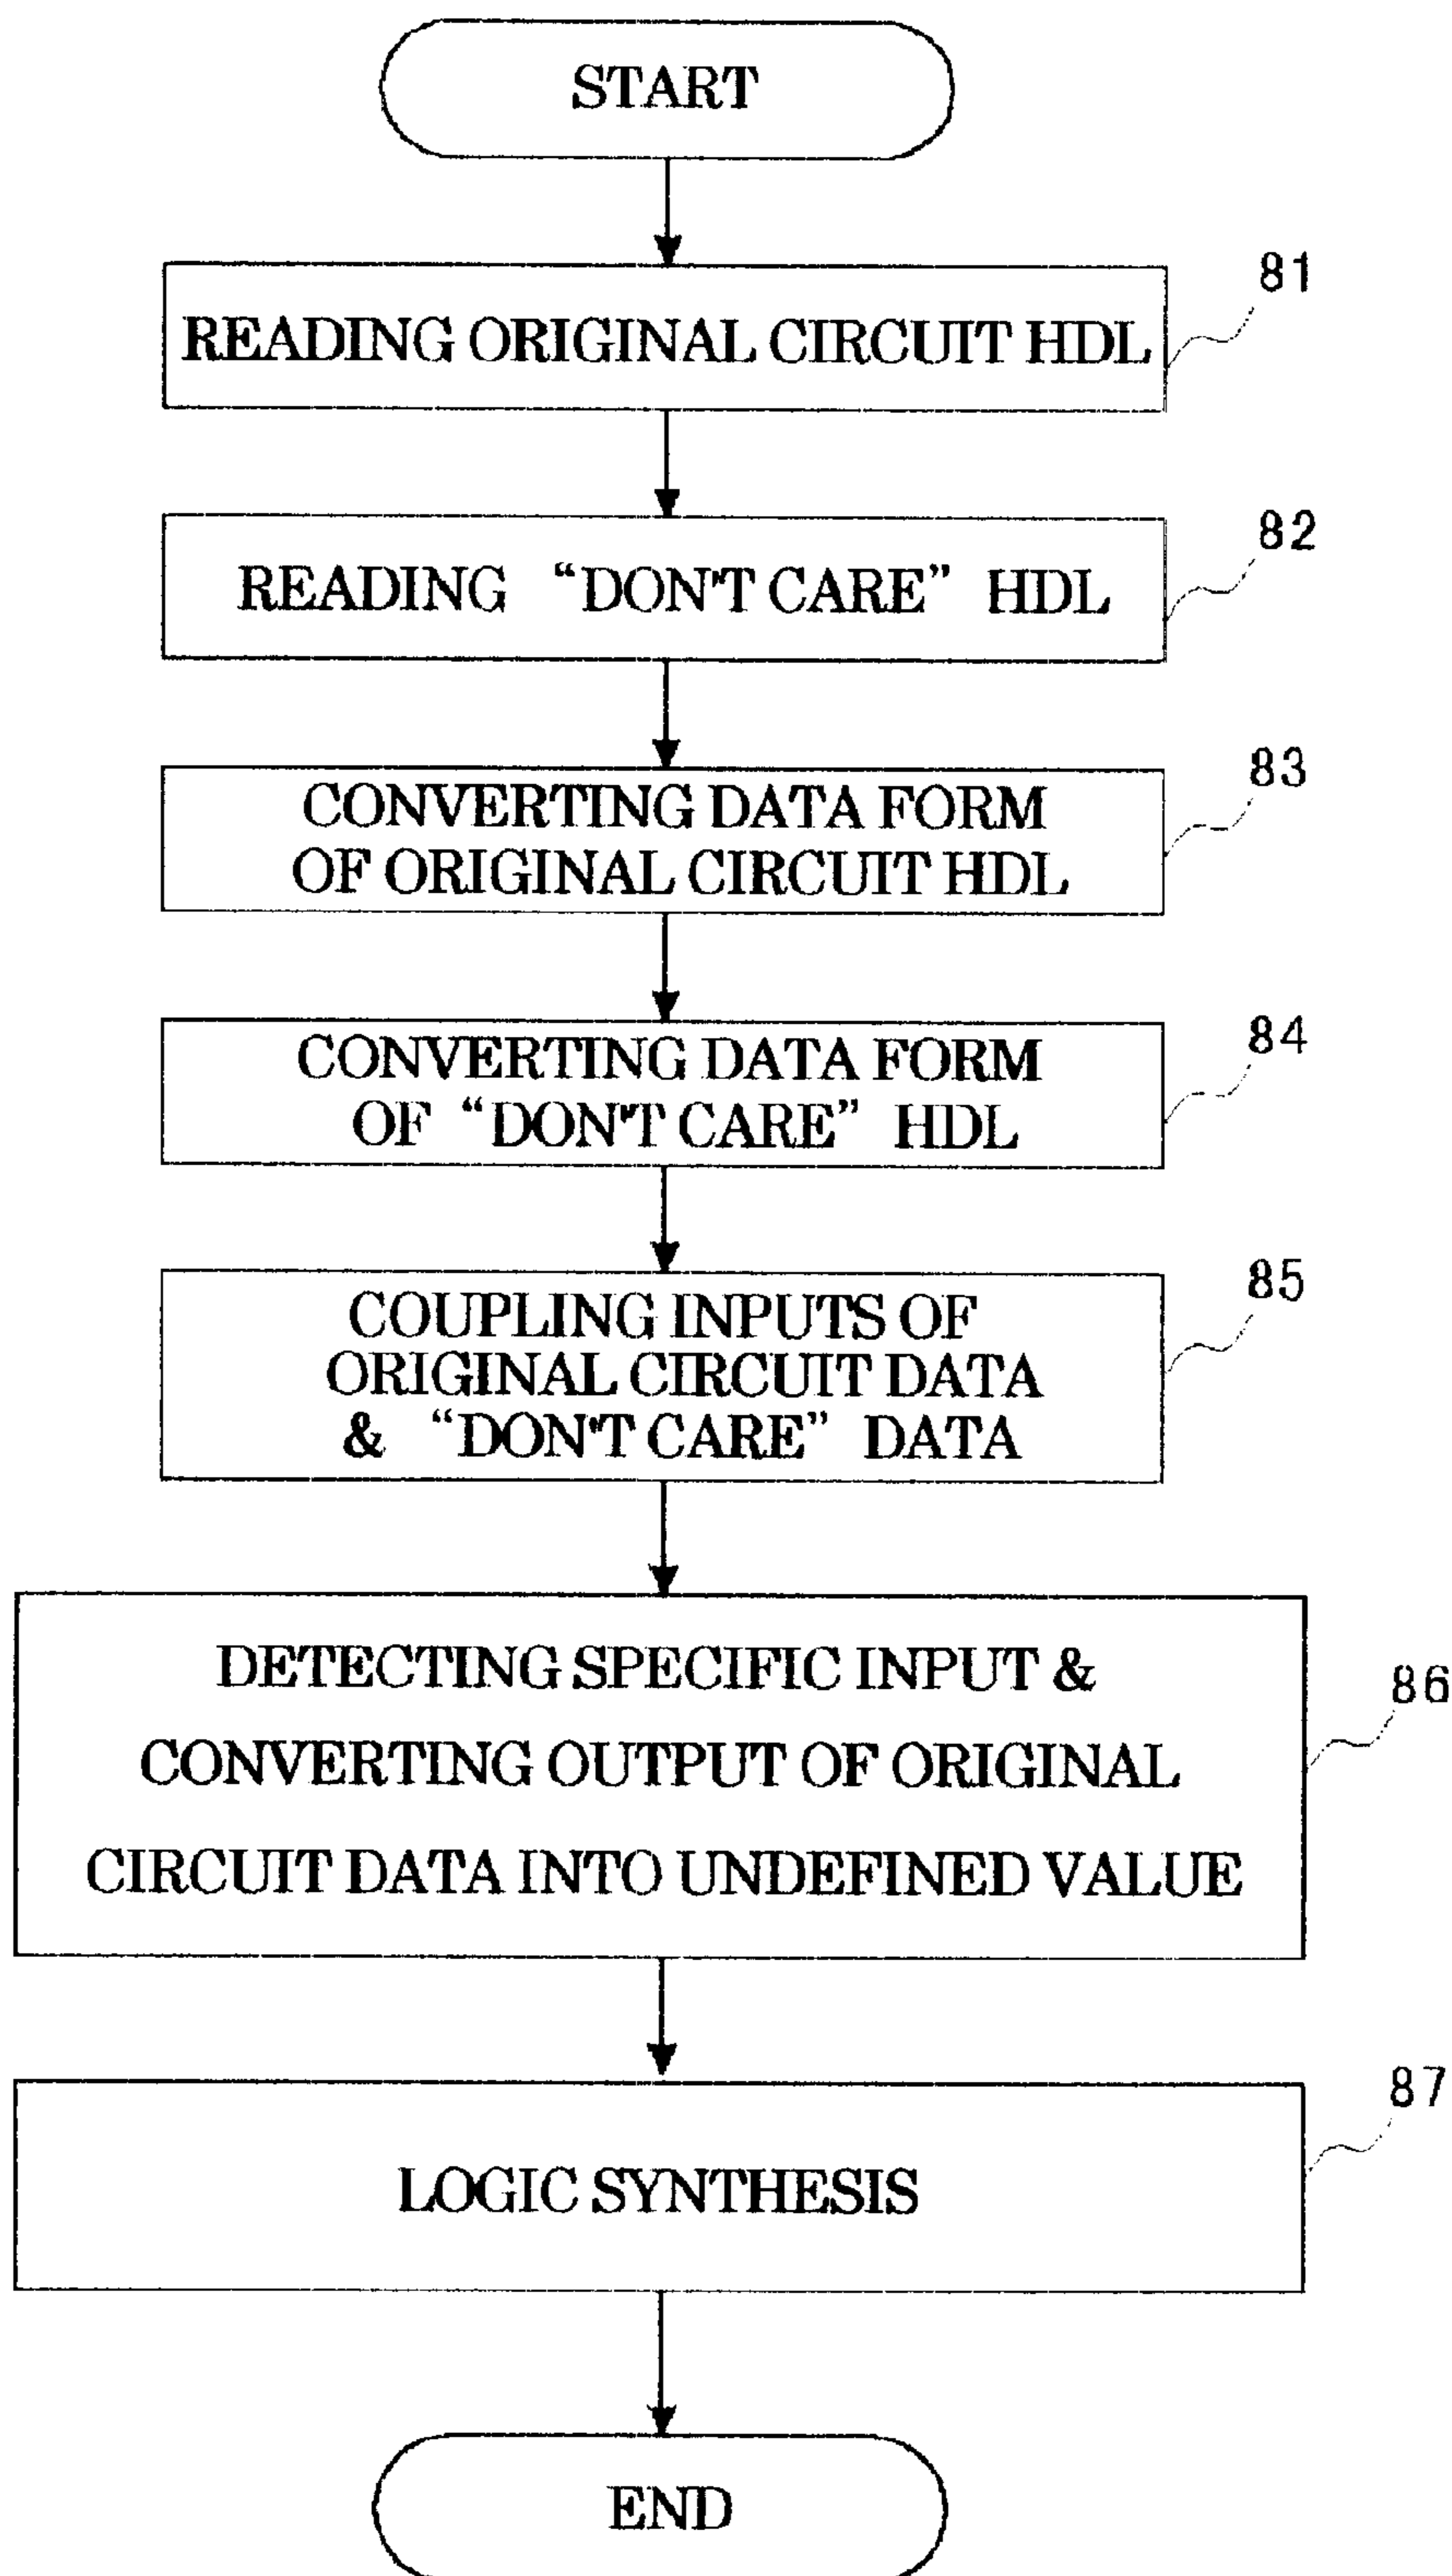 START
READING ORIGINAL CIRCUIT HDL
81
READING “DON'T CARE” HDL
82
CONVERTING DATA FORM
OF ORIGINAL CIRCUIT HDL
83
CONVERTING DATA FORM
OF “DON'T CARE” HDL
84
COUPLING INPUTS OF
ORIGINAL CIRCUIT DATA
& “DON'T CARE” DATA
85
DETECTING SPECIFIC INPUT &
CONVERTING OUTPUT OF ORIGINAL
CIRCUIT DATA INTO UNDEFINED VALUE
86
LOGIC SYNTHESIS
87
END